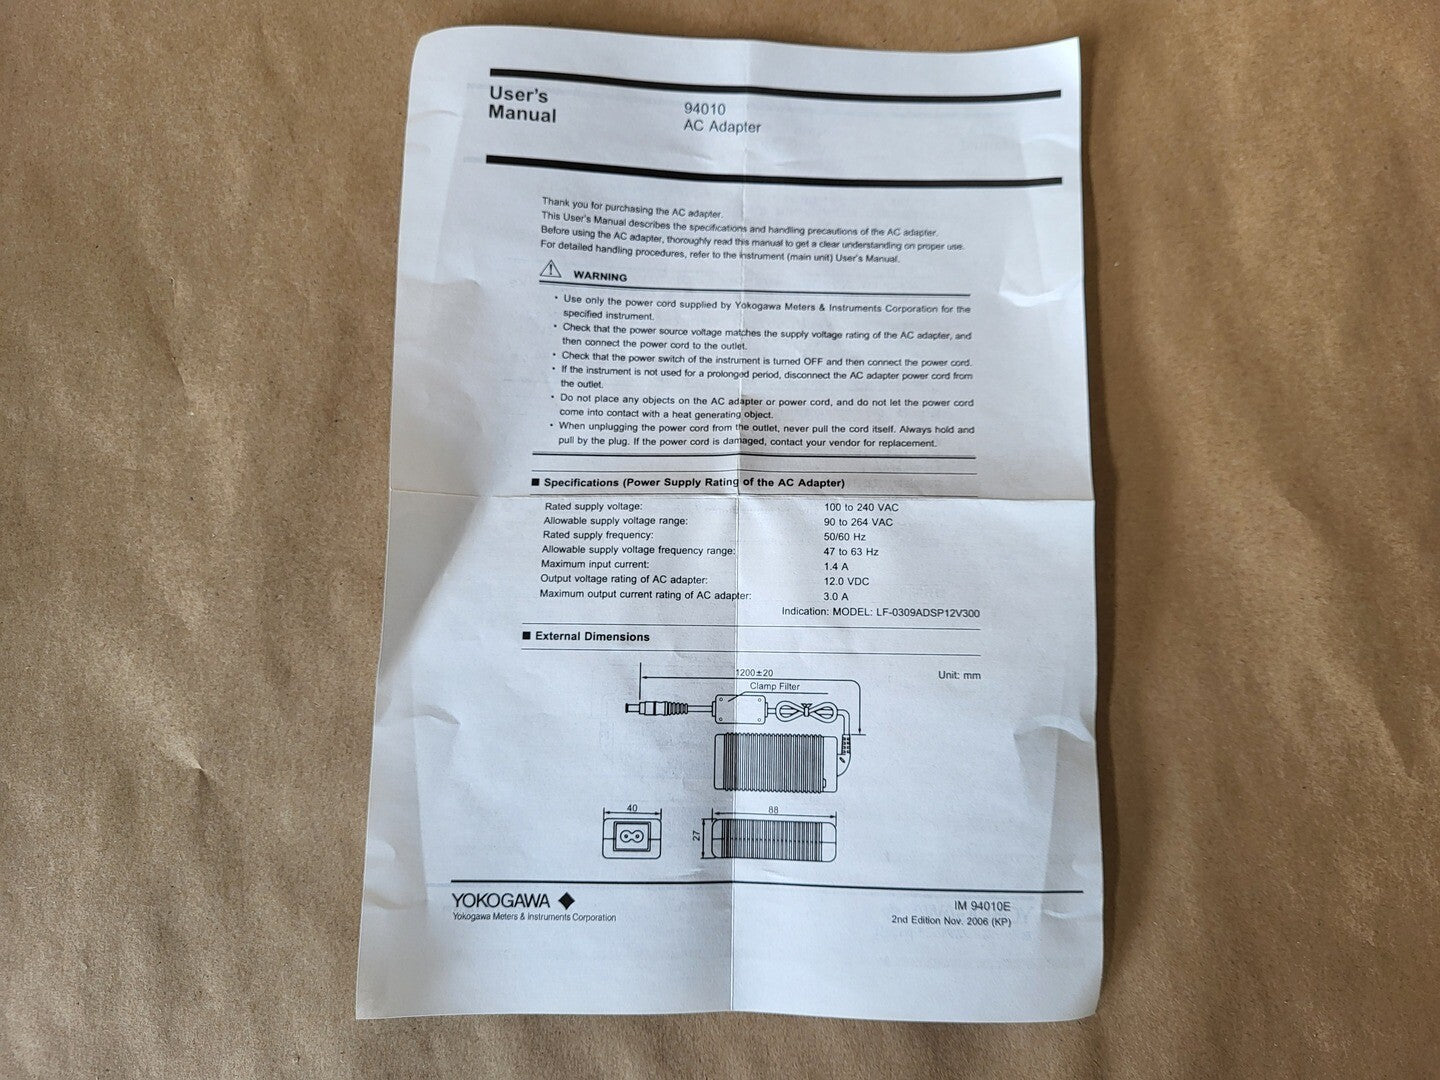 User's
Manual
94010
AC Adapter
Thank you for purchasing the AC adapter.
This User's Manual describes the specifications and handling precautions of the AC adapter.
Before using the AC adapter, thoroughly read this manual to get a clear understanding on proper use.
For detailed handling procedures, refer to the instrument (main unit) User's Manual.
WARNING
• Use only the power cord supplied by Yokogawa Meters & Instruments Corporation for the
specified instrument.
• Check that the power source voltage matches the supply voltage rating of the AC adapter, and
then connect the power cord to the outlet.
• Check that the power switch of the instrument is turned OFF and then connect the power cord.
• If the instrument is not used for a prolonged period, disconnect the AC adapter power cord from
the outlet.
• Do not place any objects on the AC adapter or power cord, and do not let the power cord
come into contact with a heat generating object.
• When unplugging the power cord from the outlet, never pull the cord itself. Always hold and
pull by the plug. If the power cord is damaged, contact your vendor for replacement.
■ Specifications (Power Supply Rating of the AC Adapter)
Rated supply voltage: 100 to 240 VAC
Allowable supply voltage range: 90 to 264 VAC
Rated supply frequency: 50/60 Hz
Allowable supply voltage frequency range: 47 to 63 Hz
Maximum input current: 1.4 A
Output voltage rating of AC adapter: 12.0 VDC
Maximum output current rating of AC adapter: 3.0 A
Indication: MODEL: LF-0309ADSP12V300
■ External Dimensions
Unit: mm
1200±20
Clamp Filter
40
88
27
YOKOGAWA ◆
Yokogawa Meters & Instruments Corporation
IM 94010E
2nd Edition Nov. 2006 (KP)